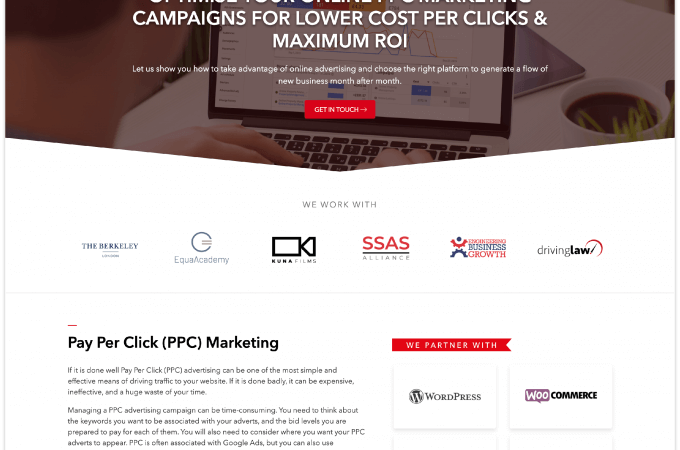 OPTIMISE YOUR ONLINE PPC MARKETING
CAMPAIGNS FOR LOWER COST PER CLICKS &
MAXIMUM ROI
Let us show you how to take advantage of online advertising and choose the right platform to generate a flow of
new business month after month.
GET IN TOUCH →
WE WORK WITH
THE BERKELEY
LONDON
EquaAcademy
KUNA FILMS
SSAS
ALLIANCE
ENGINEERING
BUSINESS
GROWTH
drivinglaw
Pay Per Click (PPC) Marketing
If it is done well Pay Per Click (PPC) advertising can be one of the most simple and
effective means of driving traffic to your website. If it is done badly, it can be expensive,
ineffective, and a huge waste of your time.
Managing a PPC advertising campaign can be time-consuming. You need to think about
the keywords you want to be associated with your adverts, and the bid levels you are
prepared to pay for each of them. You will also need to consider where you want your PPC
adverts to appear. PPC is often associated with Google Ads, but you can also use
WE PARTNER WITH
WORDPRESS
WOO COMMERCE